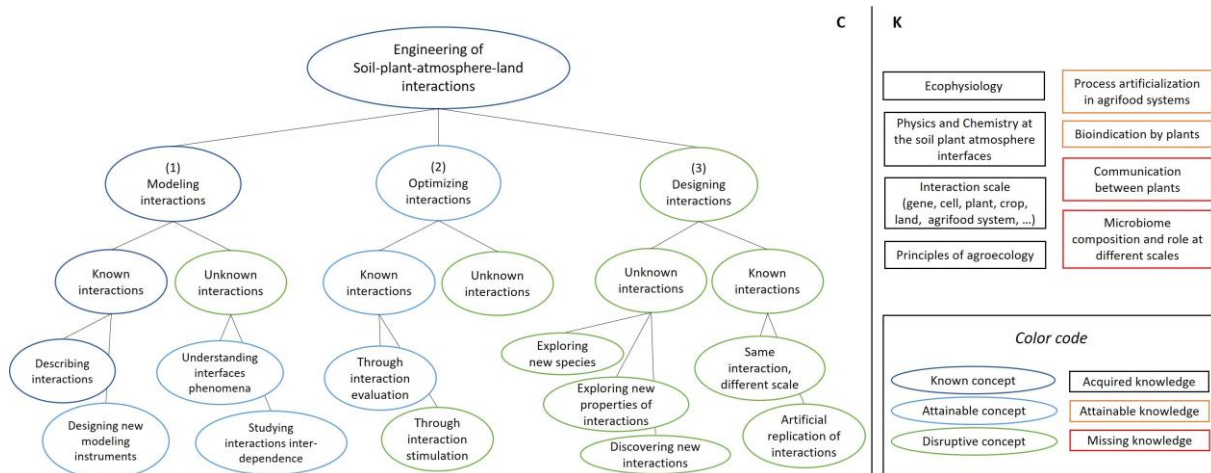 C
K
Engineering of
Soil-plant-atmosphere-land
interactions
(1)
Modeling
interactions
(2)
Optimizing
interactions
(3)
Designing
interactions
Known
interactions
Unknown
interactions
Known
interactions
Unknown
interactions
Unknown
interactions
Known
interactions
Describing
interactions
Designing new
modeling
instruments
Understanding
interfaces
phenomena
Studying
interactions inter-
dependence
Through
interaction
evaluation
Through
interaction
stimulation
Exploring
new species
Exploring new
properties of
interactions
Discovering new
interactions
Same
interaction,
different scale
Artificial
replication of
interactions
Ecophysiology
Physics and Chemistry at
the soil plant atmosphere
interfaces
Interaction scale
(gene, cell, plant, crop,
land, agrifood system, ...)
Principles of agroecology
Process artificialization
in agrifood systems
Bioindication by plants
Communication
between plants
Microbiome
composition and role at
different scales
Color code
Known concept
Acquired knowledge
Attainable concept
Attainable knowledge
Disruptive concept
Missing knowledge